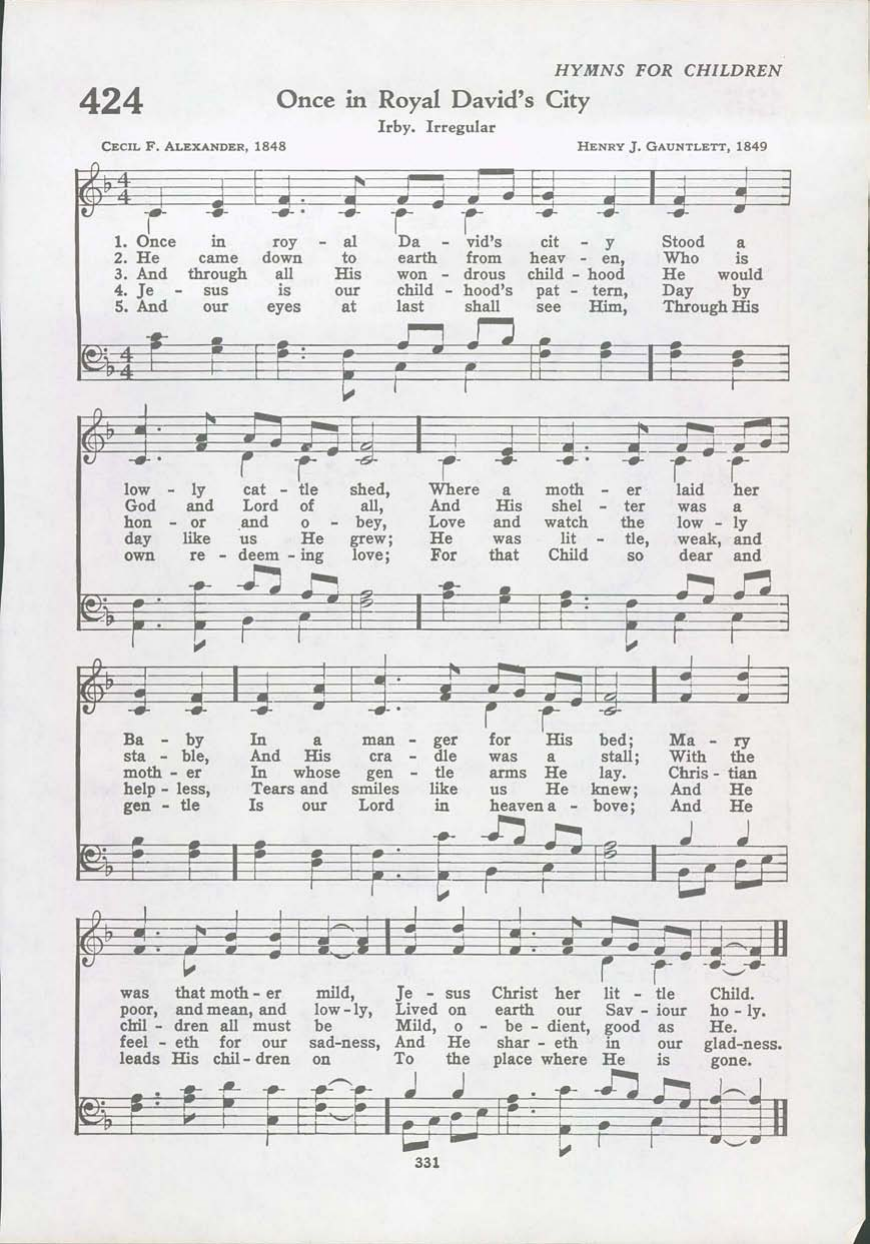 HYMNS FOR CHILDREN
424
Once in Royal David's City
Irby. Irregular
CECIL F. ALEXANDER, 1848
HENRY J. GAUNTLETT, 1849
1. Once in roy - al Da - vid's cit - y Stood a
2. He came down to earth from heav - en, Who is
3. And through all His won - drous child - hood He would
4. Je - sus is our child - hood's pat - tern, Day by
5. And our eyes at last shall see Him, Through His
low - ly cat - tle shed, Where a moth - er laid her
God and Lord of all, And His shel - ter was a
hon - or and o - bey, Love and watch the low - ly
day like us He grew; He was lit - tle, weak, and
own re - deem - ing love; For that Child so dear and
Ba - by In a man - ger for His bed; Ma - ry
sta - ble, And His cra - dle was a stall; With the
moth - er In whose gen - tle arms He lay. Chris - tian
help - less, Tears and smiles like us He knew; And He
gen - tle Is our Lord in heaven a - bove; And He
was that moth - er mild, Je - sus Christ her lit - tle Child.
poor, and mean, and low - ly, Lived on earth our Sav - iour ho - ly.
chil - dren all must be Mild, o - be - dient, good as He.
feel - eth for our sad-ness, And He shar - eth in our glad-ness.
leads His chil - dren on To the place where He is gone.
331